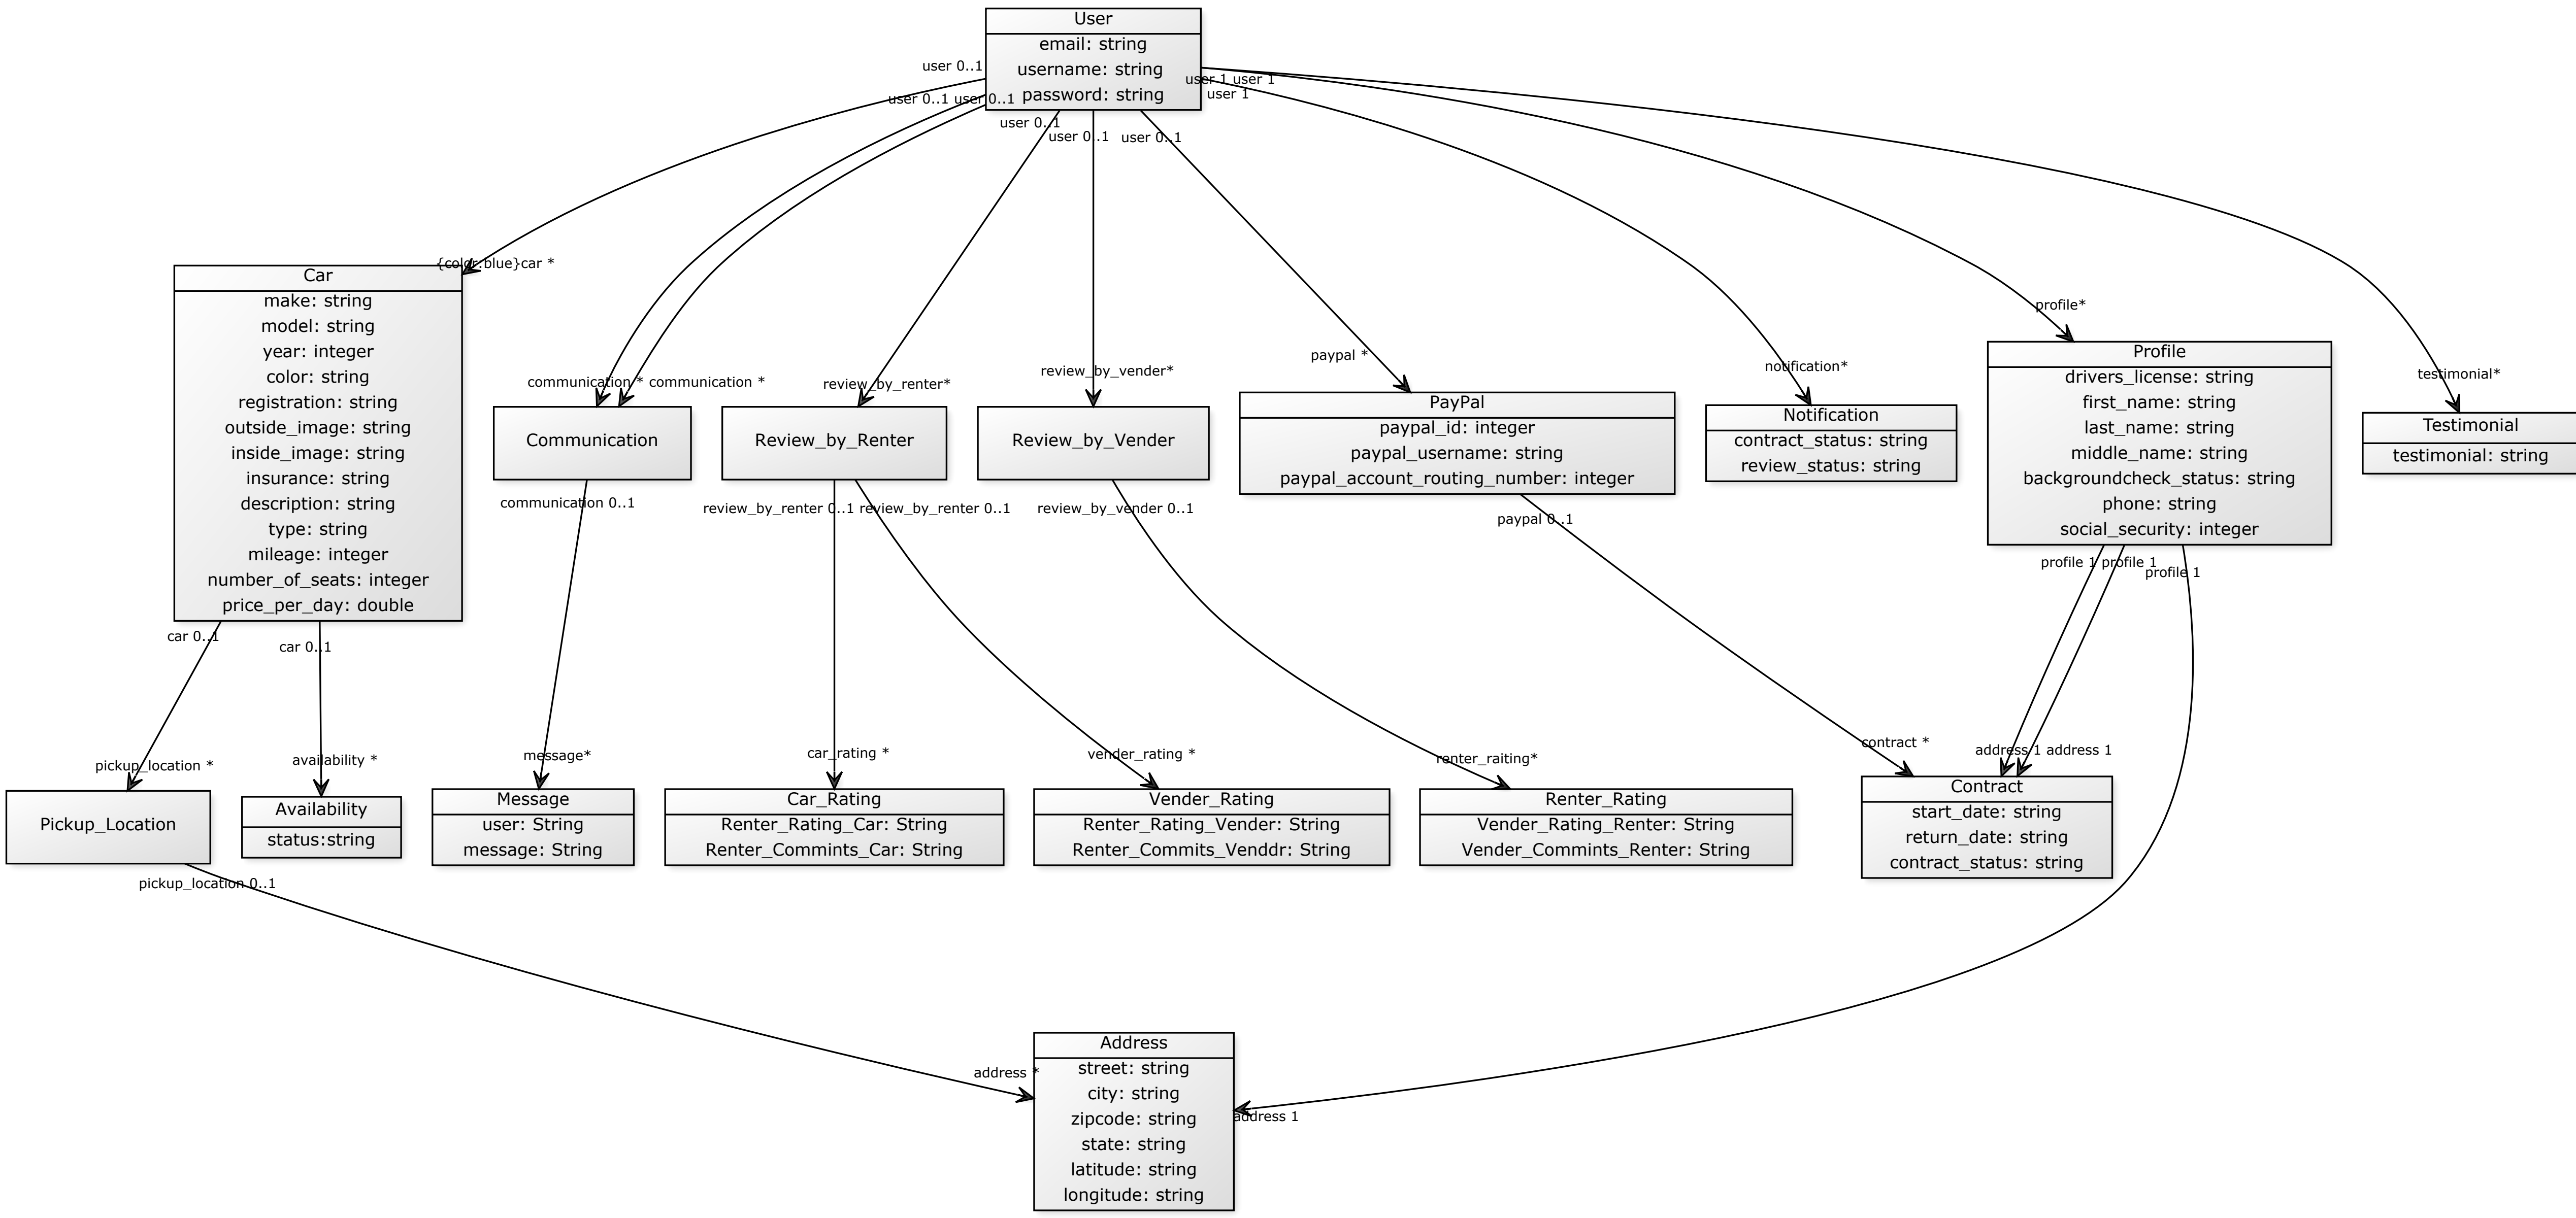 User
email: string
username: string
password: string
user 0..1
user 0..1 user 0..1
user 0..1
user 0..1
user 0..1
user 1 user 1
user 1
{color:blue}car *
communication * communication *
review_by_renter*
review_by_vender*
paypal *
notification*
profile*
testimonial*
Car
make: string
model: string
year: integer
color: string
registration: string
outside_image: string
inside_image: string
insurance: string
description: string
type: string
mileage: integer
number_of_seats: integer
price_per_day: double
Communication
Review_by_Renter
Review_by_Vender
PayPal
paypal_id: integer
paypal_username: string
paypal_account_routing_number: integer
Notification
contract_status: string
review_status: string
Profile
drivers_license: string
first_name: string
last_name: string
middle_name: string
backgroundcheck_status: string
phone: string
social_security: integer
Testimonial
testimonial: string
car 0..1
car 0..1
communication 0..1
review_by_renter 0..1 review_by_renter 0..1
review_by_vender 0..1
paypal 0..1
profile 1 profile 1
profile 1
pickup_location *
availability *
message*
car_rating *
vender_rating *
renter_raiting*
contract *
address 1 address 1
Pickup_Location
Availability
status:string
Message
user: String
message: String
Car_Rating
Renter_Rating_Car: String
Renter_Commints_Car: String
Vender_Rating
Renter_Rating_Vender: String
Renter_Commits_Venddr: String
Renter_Rating
Vender_Rating_Renter: String
Vender_Commints_Renter: String
Contract
start_date: string
return_date: string
contract_status: string
pickup_location 0..1
address *
address 1
Address
street: string
city: string
zipcode: string
state: string
latitude: string
longitude: string